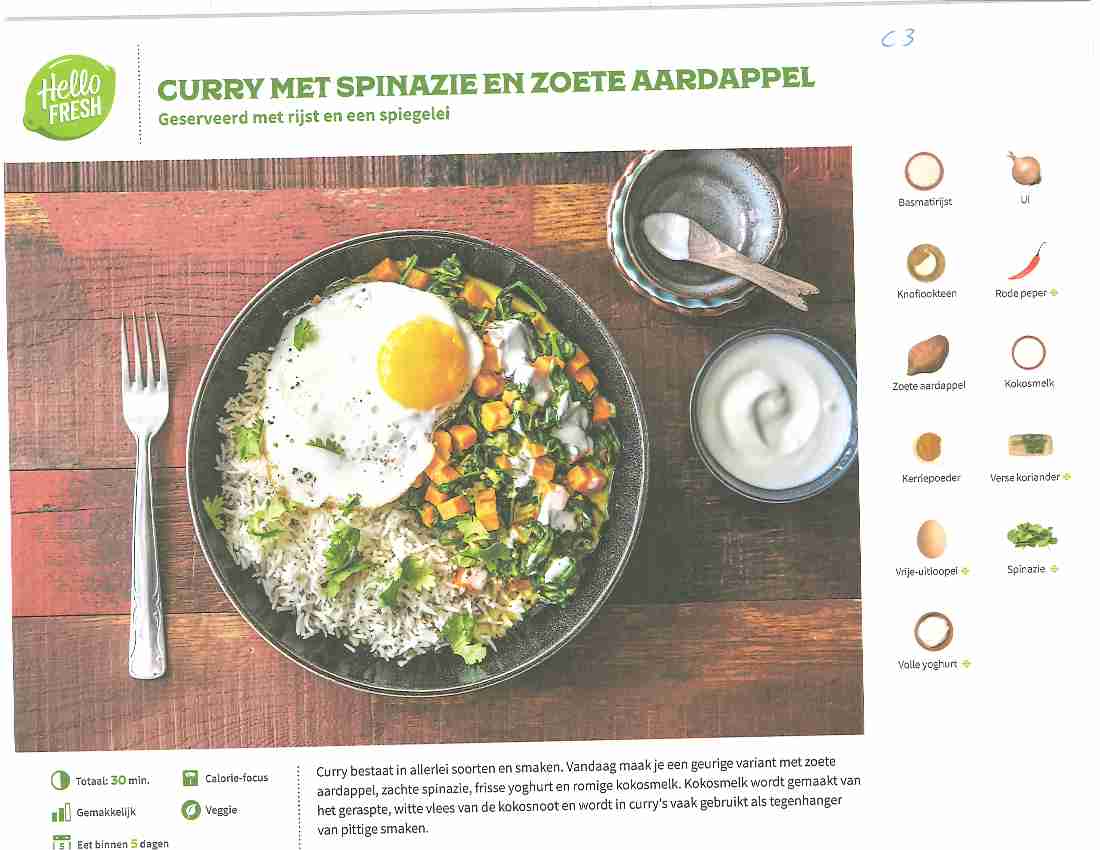 C3
Hello
FRESH
CURRY MET SPINAZIE EN ZOETE AARDAPPEL
Geserveerd met rijst en een spiegelei
Basmatirijst
Ui
Knoflookteen
Rode peper
Zoete aardappel
Kokosmelk
Kerriepoeder
Verse koriander
Vrije-uitloopei
Spinazie
Volle yoghurt
Totaal: 30 min.
Calorie-focus
Gemakkelijk
Veggie
5
Eet binnen 5 dagen
Curry bestaat in allerlei soorten en smaken. Vandaag maak je een geurige variant met zoete
aardappel, zachte spinazie, frisse yoghurt en romige kokosmelk. Kokosmelk wordt gemaakt van
het geraspte, witte vlees van de kokosnoot en wordt in curry's vaak gebruikt als tegenhanger
van pittige smaken.